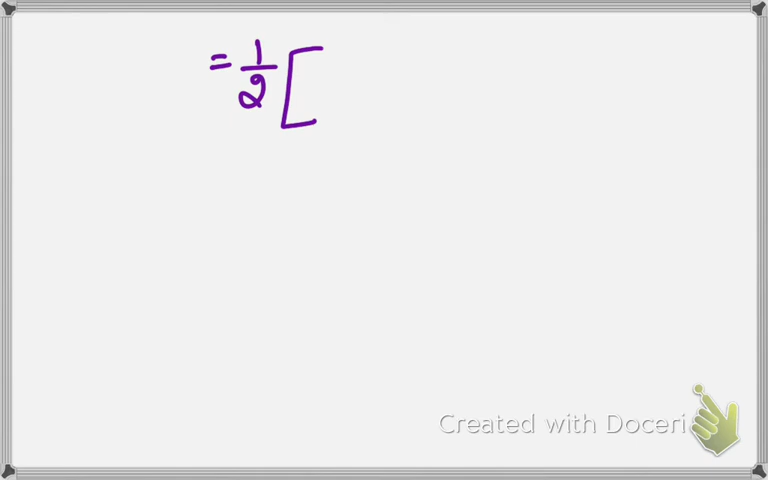 = 1/2 [
Created with Doceri